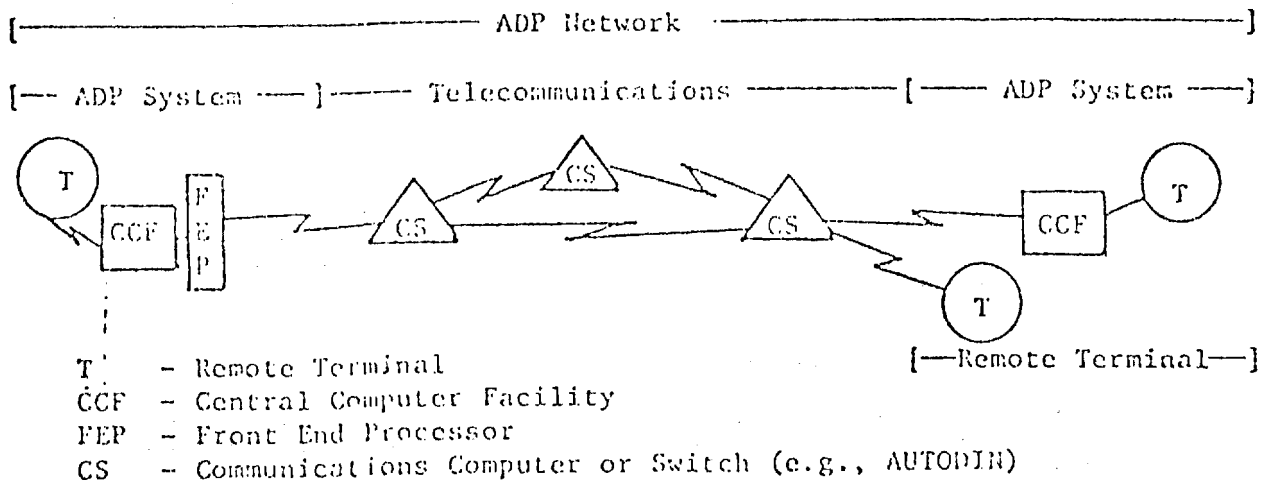 [ ADP Network ]
[-- ADP System -- ] Telecommunications [ -- ADP System -- ]
T
CS
T
CCF
F
E
P
CS
CS
CCF
T
T - Remote Terminal
[—Remote Terminal—]
CCF - Central Computer Facility
FEP - Front End Processor
CS - Communications Computer or Switch (e.g., AUTODIN)